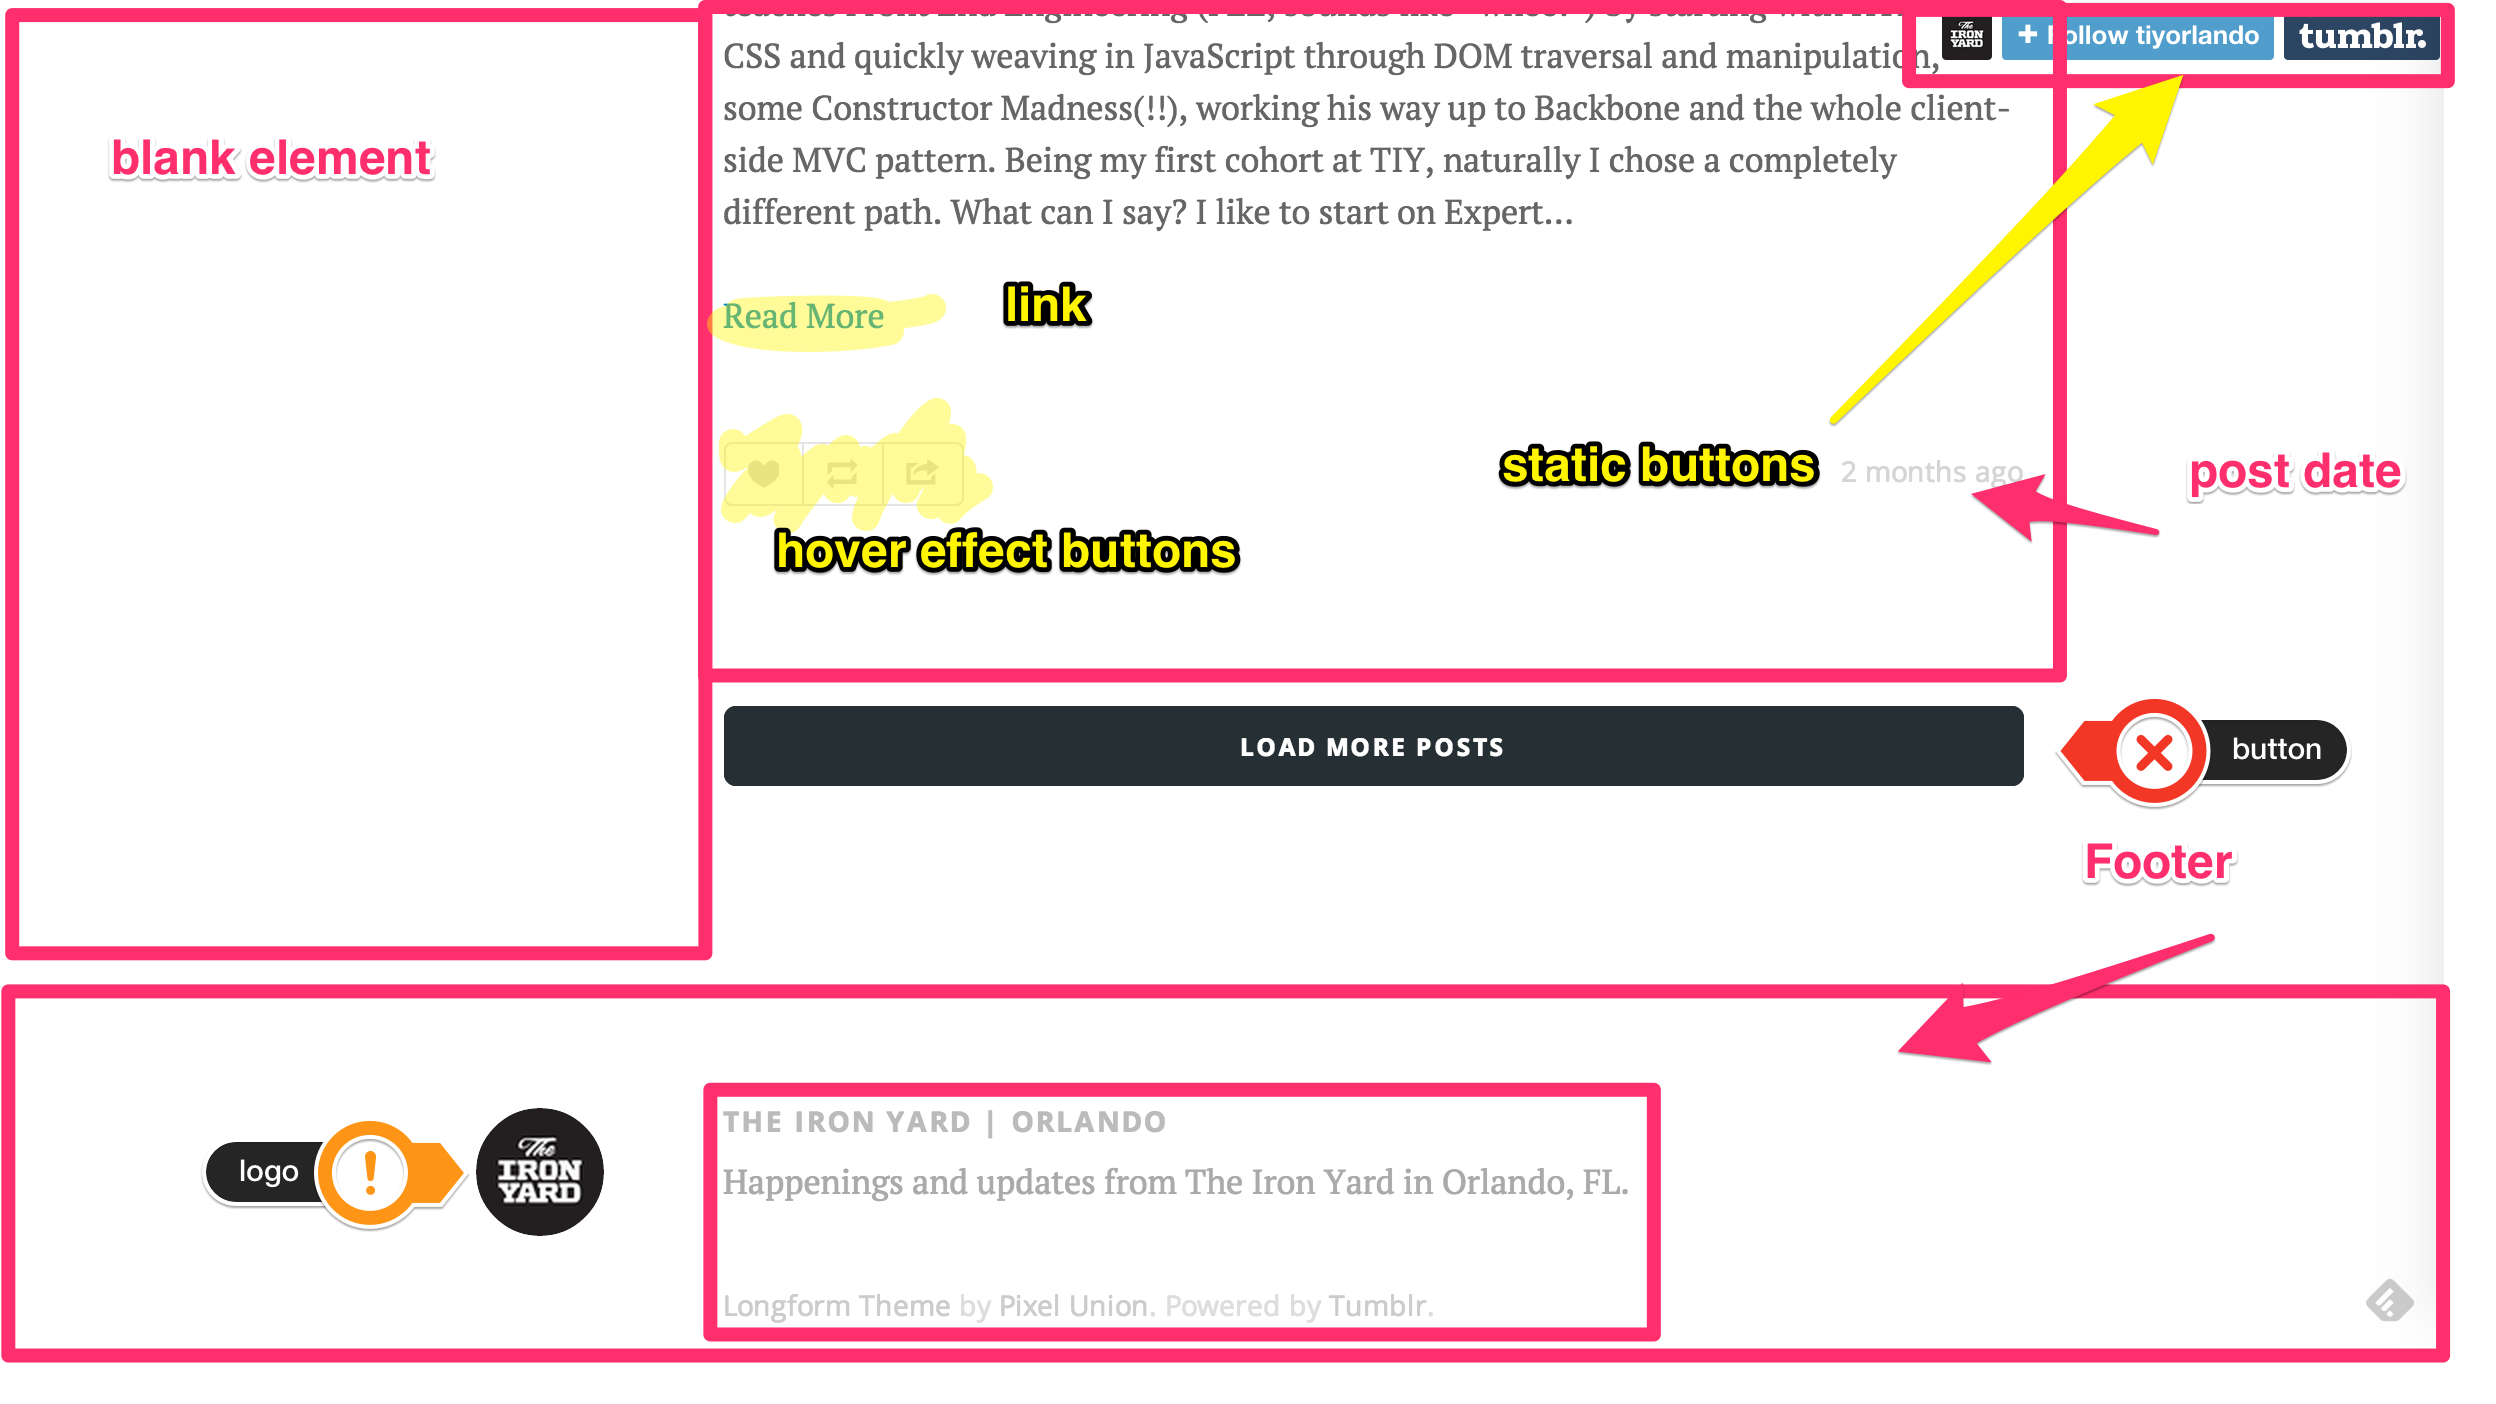 CSS and quickly weaving in JavaScript through DOM traversal and manipulation,
some Constructor Madness(!!), working his way up to Backbone and the whole client-
side MVC pattern. Being my first cohort at TIY, naturally I chose a completely
different path. What can I say? I like to start on Expert...
The
IRON
YARD
+ Follow tiyorlando
tumblr.
blank element
Read More
link
static buttons
2 months ago
post date
hover effect buttons
LOAD MORE POSTS
button
Footer
logo
The
IRON
YARD
THE IRON YARD | ORLANDO
Happenings and updates from The Iron Yard in Orlando, FL.
Longform Theme by Pixel Union. Powered by Tumblr.